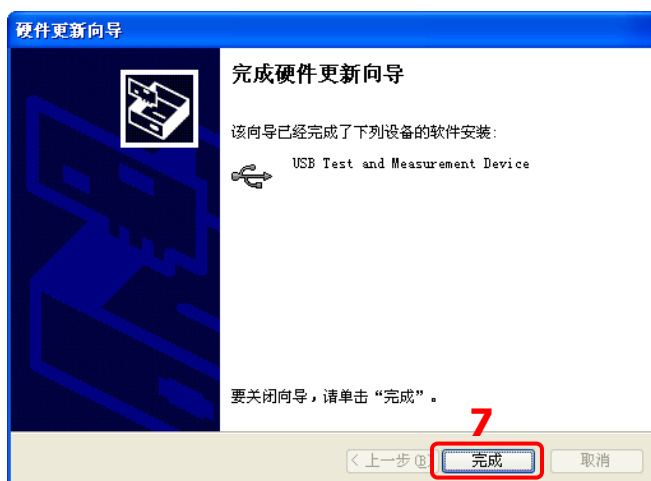 硬件更新向导
完成硬件更新向导
该向导已经完成了下列设备的软件安装:
USB Test and Measurement Device
要关闭向导，请单击“完成”。
7
<上一步(B) 完成 取消